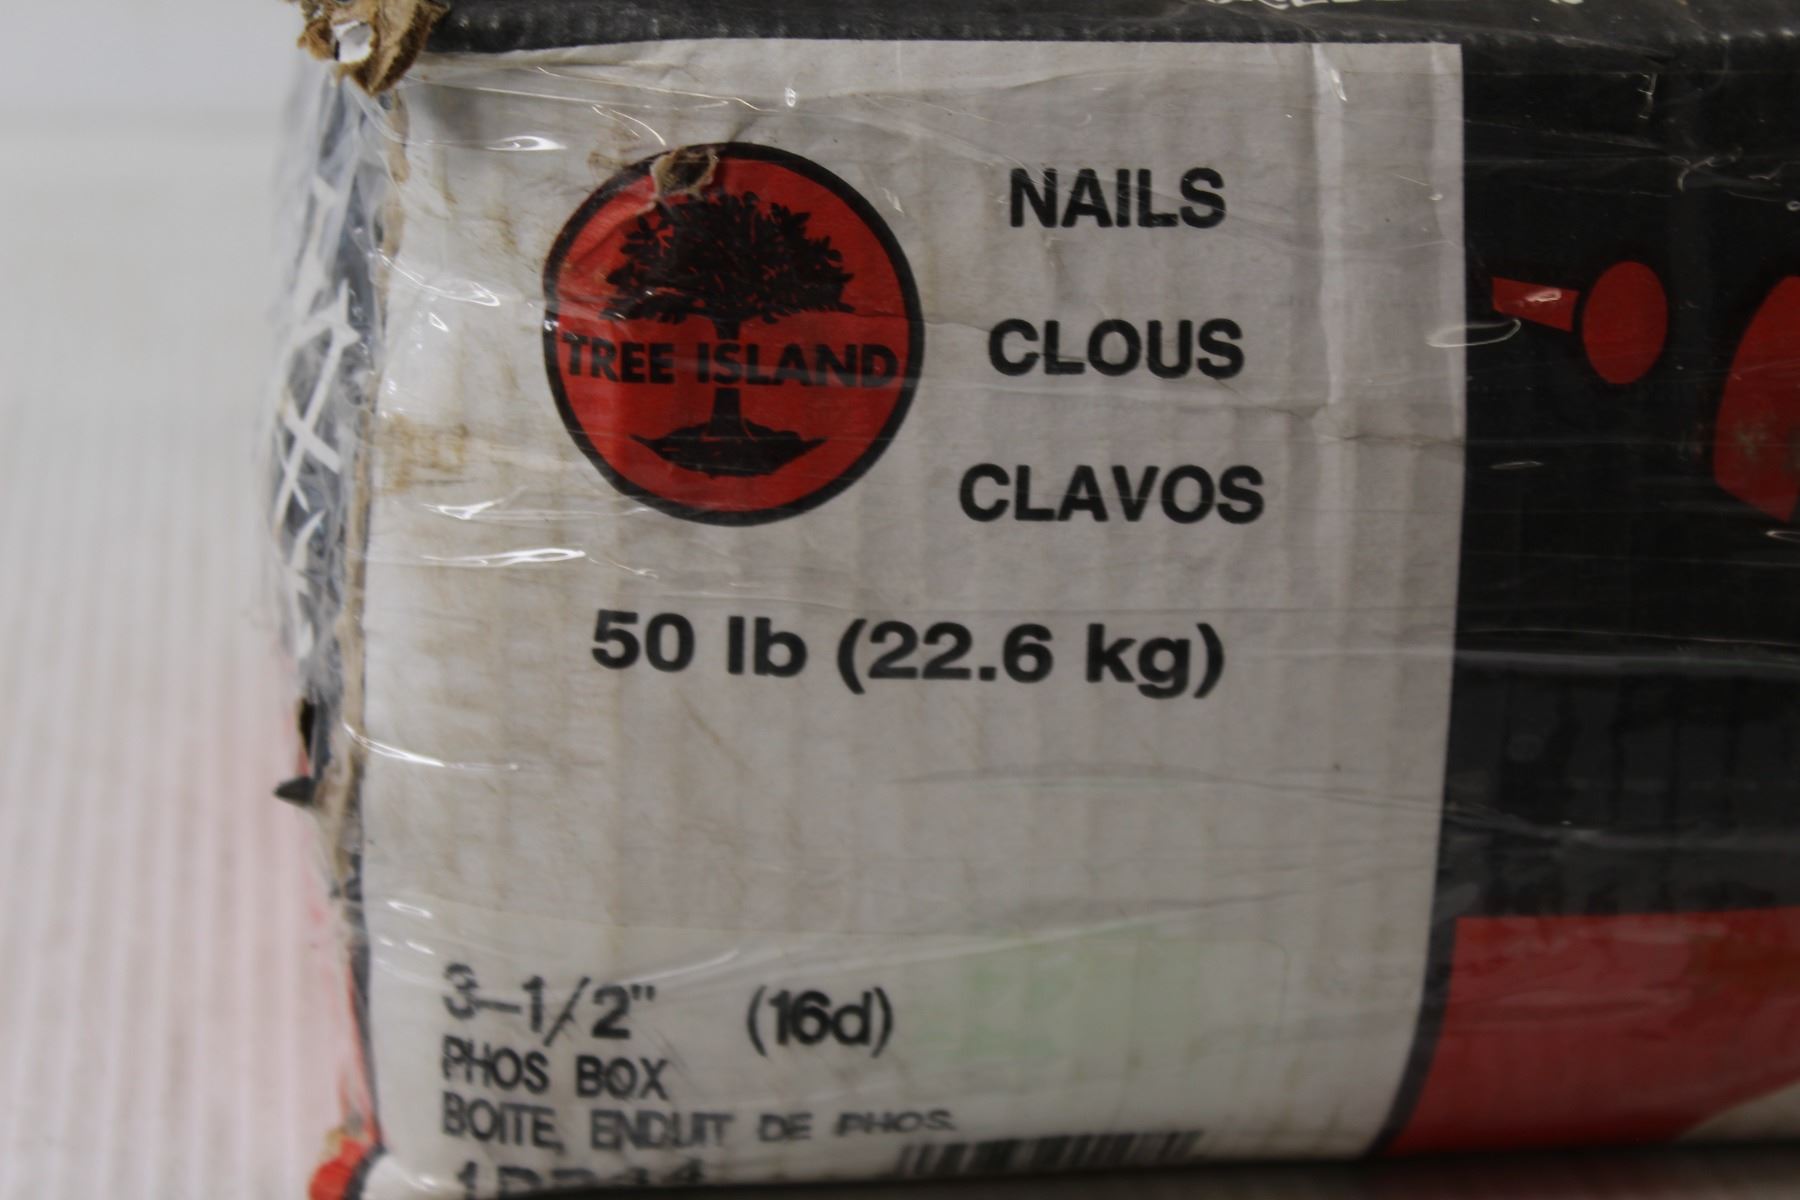 TREE ISLAND
NAILS
CLOUS
CLAVOS
50 lb (22.6 kg)
3-1/2" (16d)
PHOS BOX
BOITE, ENDUIT DE PHOS.